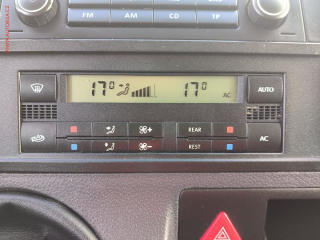 FM AM CD TP
17° 17° AC
AUTO
REAR
REST
AC